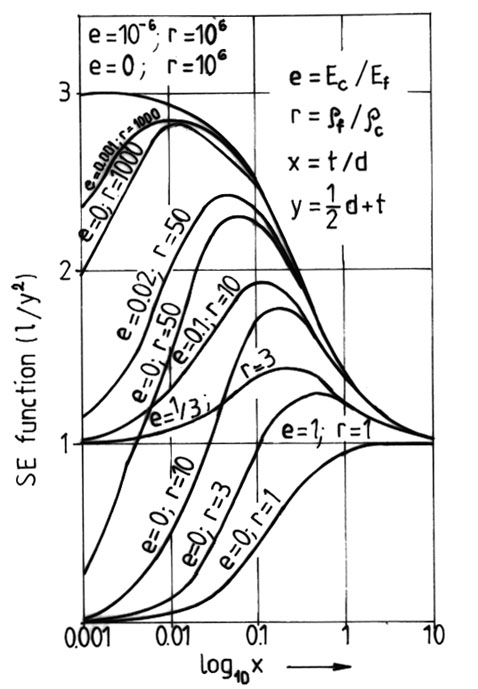 e=10⁻⁶; r=10⁶
e=0; r=10⁶
e=E_c/E_f
r=ρ_f/ρ_c
x=t/d
y=1/2 d+t
e=0.001; r=1000
e=0; r=1000
e=0.02; r=50
e=0; r=50
e=0.1; r=10
e=1/3; r=3
e=1; r=1
e=0; r=10
e=0; r=3
e=0; r=1
SE function (l/y²)
3
2
1
0.001 0.01 0.1 1 10
log₁₀x →